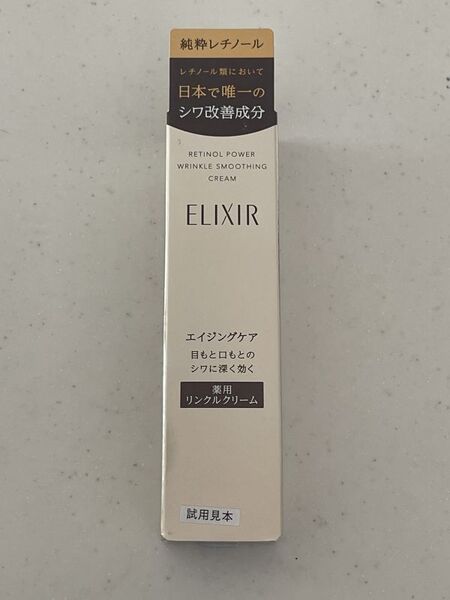 純粋レチノール
レチノール類において
日本で唯一の
シワ改善成分
RETINOL POWER
WRINKLE SMOOTHING
CREAM
ELIXIR
エイジングケア
目もと口もとの
シワに深く効く
薬用
リンクルクリーム
試用見本